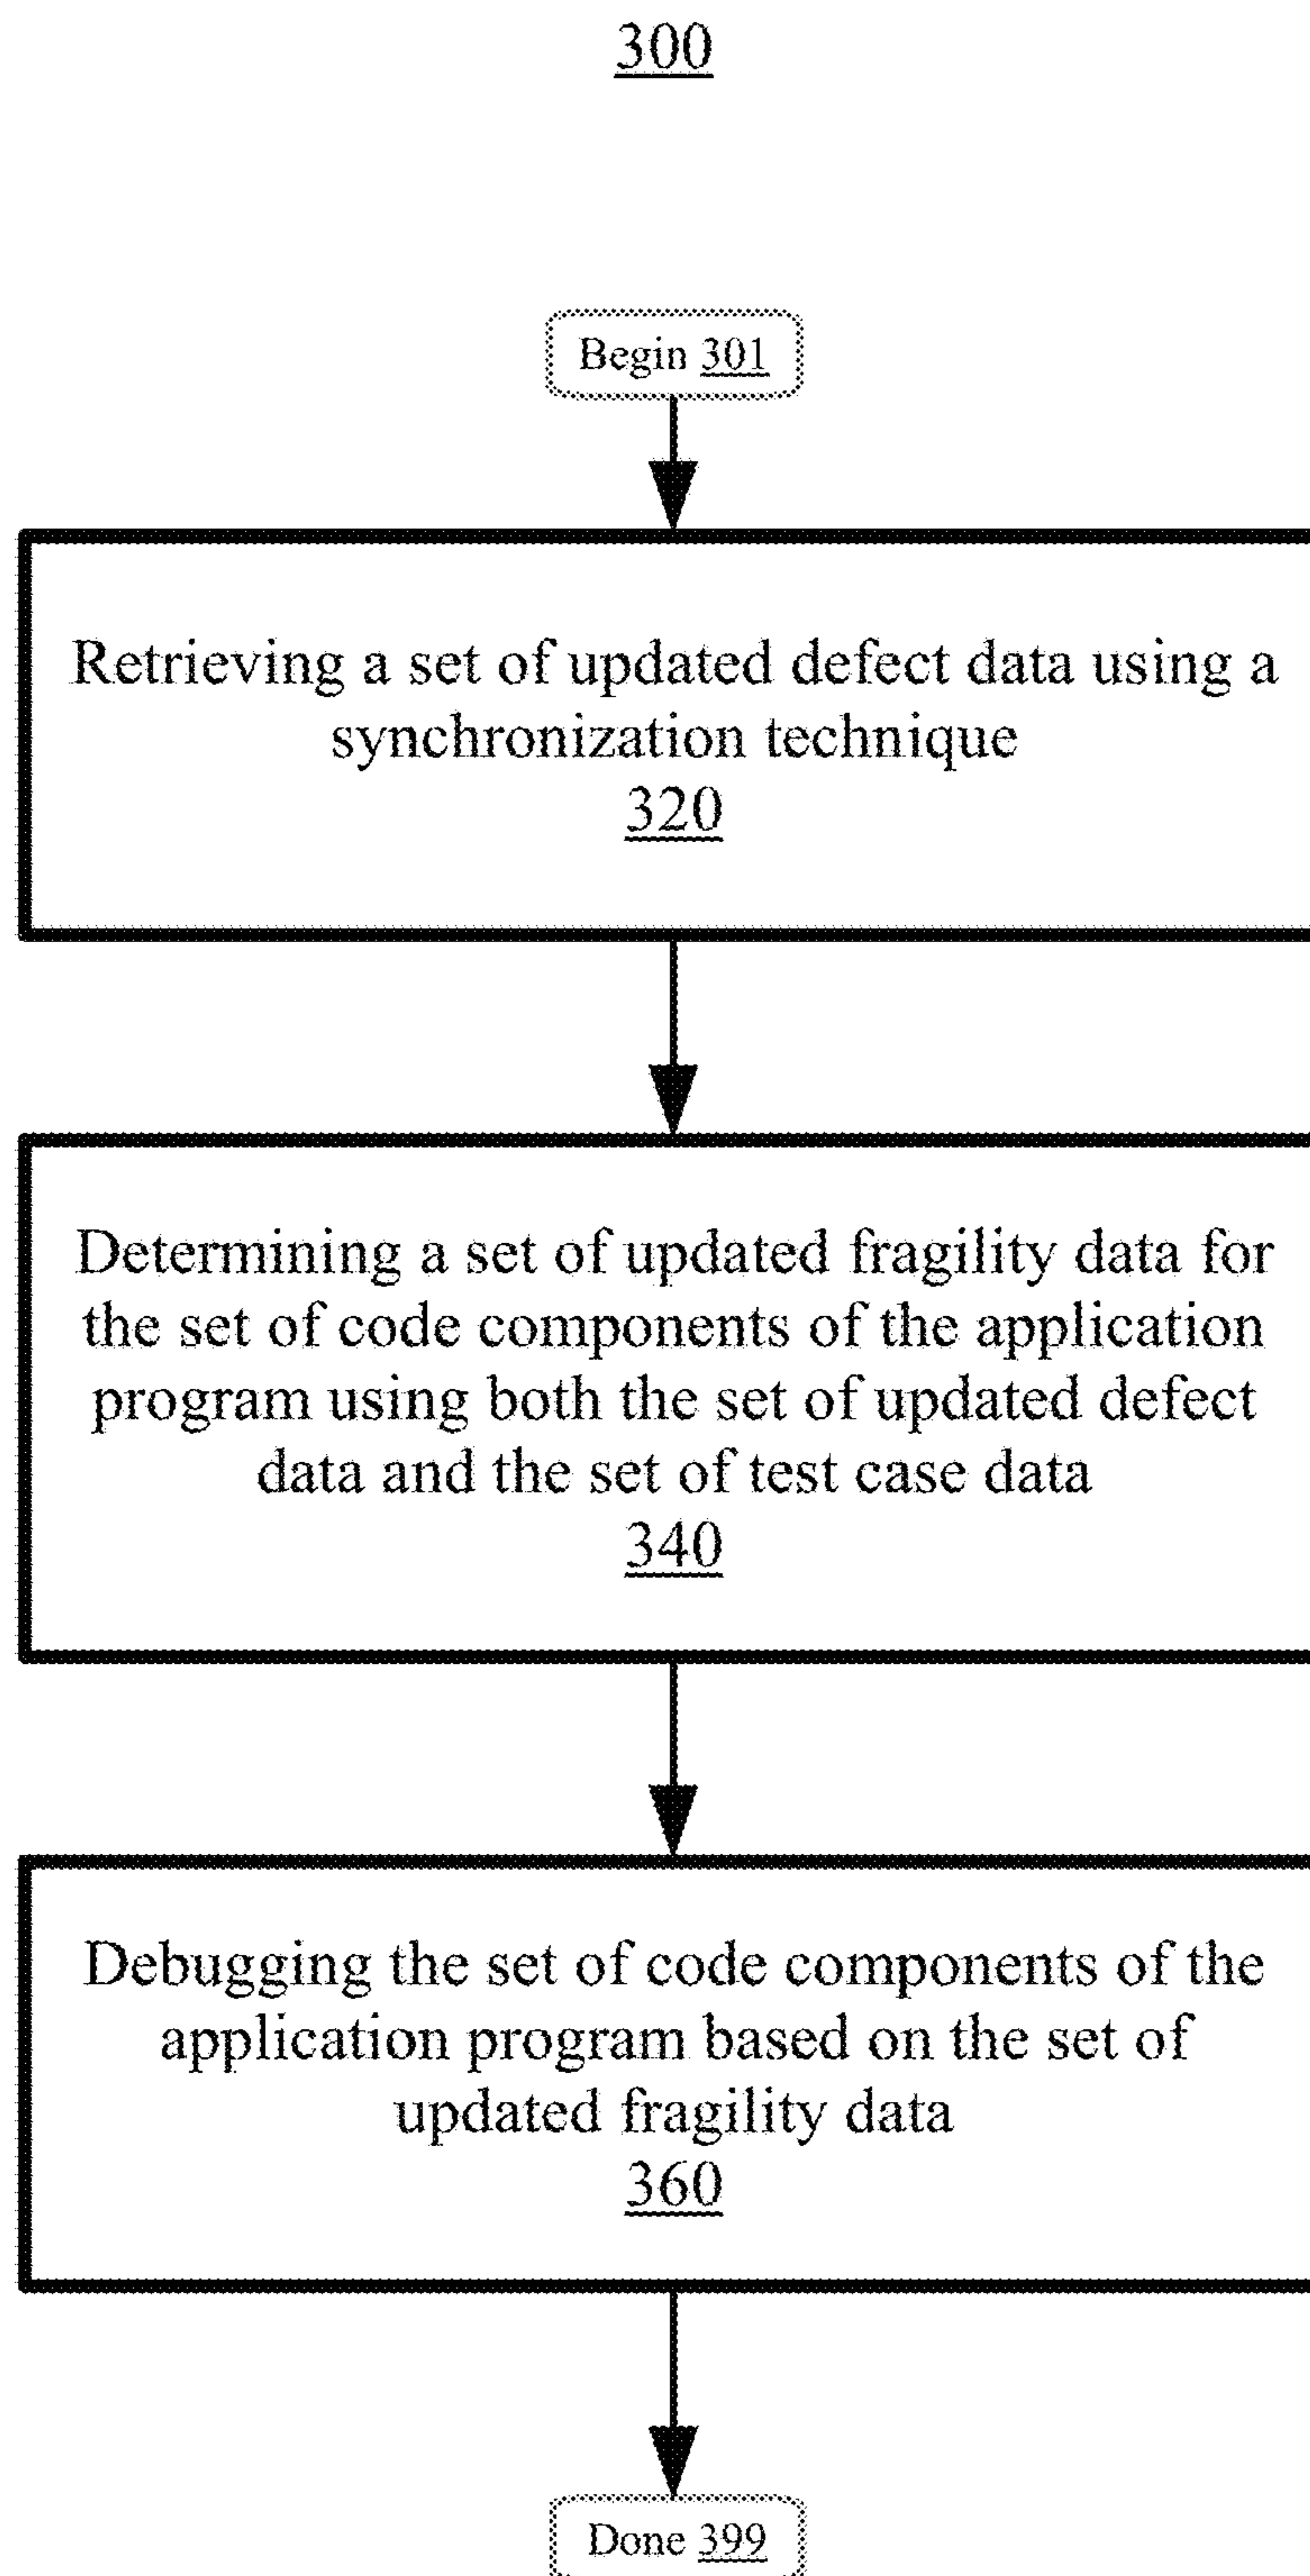 300
Begin 301
Retrieving a set of updated defect data using a
synchronization technique
320
Determining a set of updated fragility data for
the set of code components of the application
program using both the set of updated defect
data and the set of test case data
340
Debugging the set of code components of the
application program based on the set of
updated fragility data
360
Done 399